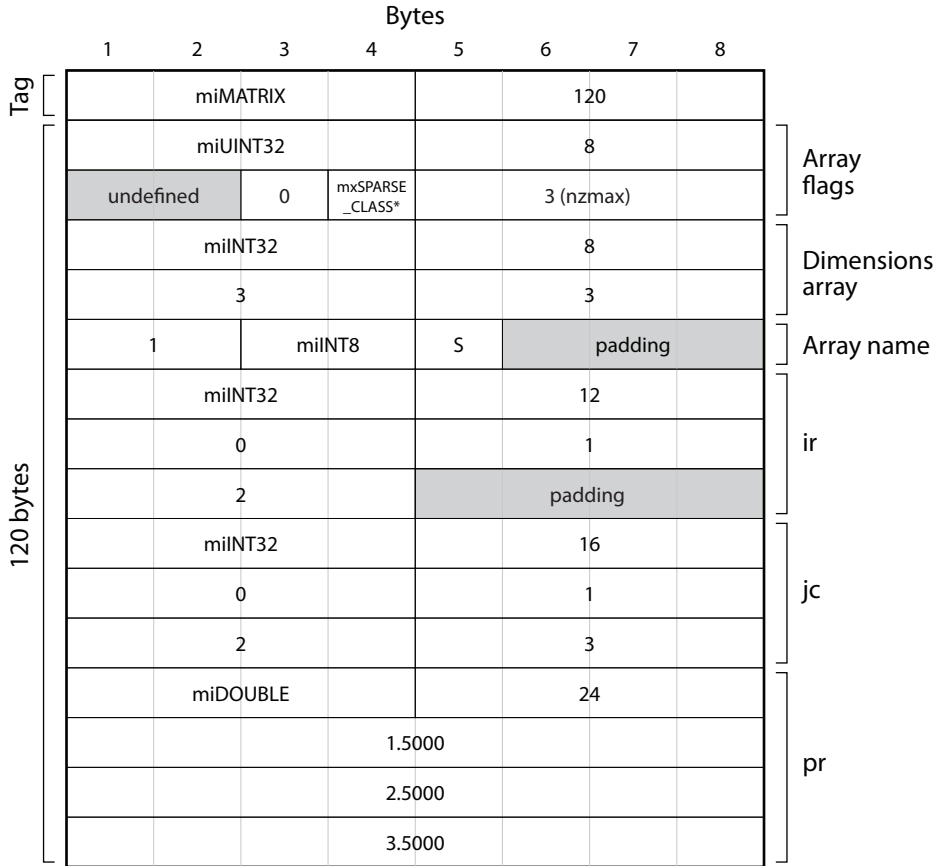 Bytes
1 2 3 4 5 6 7 8
Tag
miMATRIX 120
miUINT32 8
undefined 0 mxSPARSE
_CLASS* 3 (nzmax)
Array
flags
miINT32 8
3 3
Dimensions
array
1 miINT8 S padding
Array name
miINT32 12
0 1
2 padding
ir
120 bytes
miINT32 16
0 1
2 3
jc
miDOUBLE 24
1.5000
2.5000
3.5000
pr